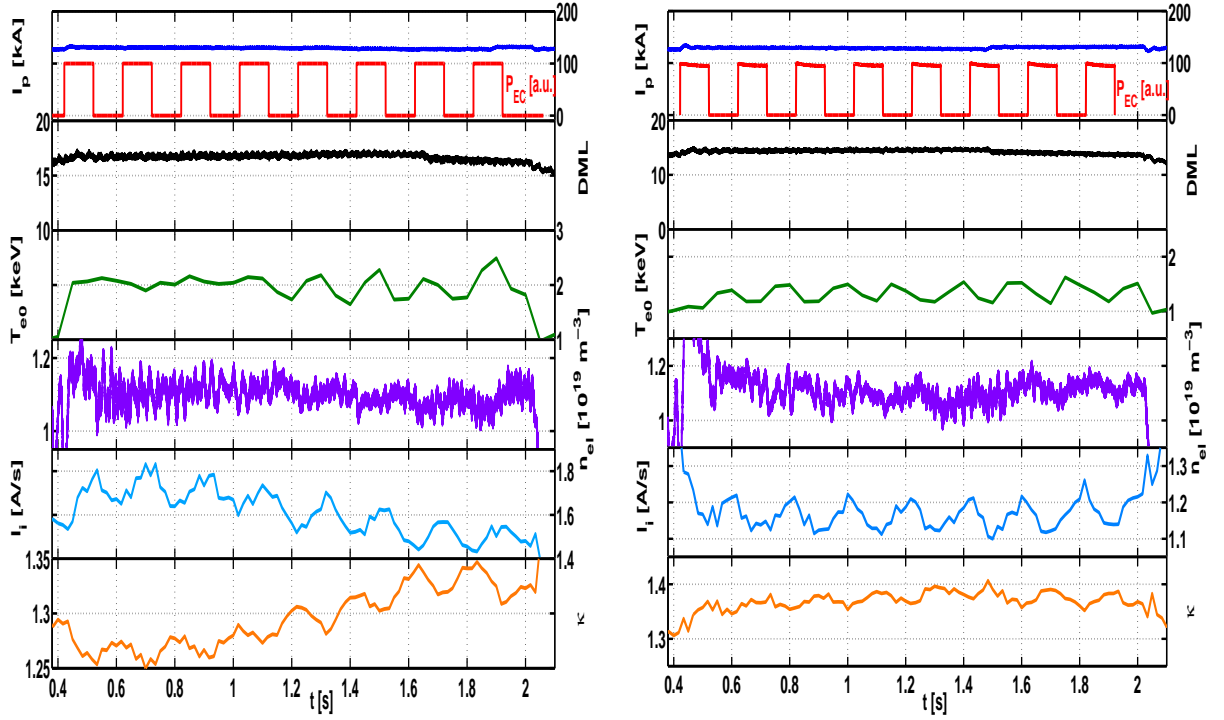 I_p [kA]
200
100
0
P_EC [a.u.]
20
15
10
DML
T_e0 [keV]
3
2
1
1.2
1
n_el [10^19 m^−3]
I_i [A/s]
1.8
1.6
1.4
1.35
1.3
1.25
κ
0.4 0.6 0.8 1 1.2 1.4 1.6 1.8 2
t [s]
I_p [kA]
200
100
0
P_EC [a.u.]
20
10
0
DML
T_e0 [keV]
2
1
1.2
1
n_el [10^19 m^−3]
I_i [A/s]
1.3
1.2
1.1
1.4
1.3
κ
0.4 0.6 0.8 1 1.2 1.4 1.6 1.8 2
t [s]